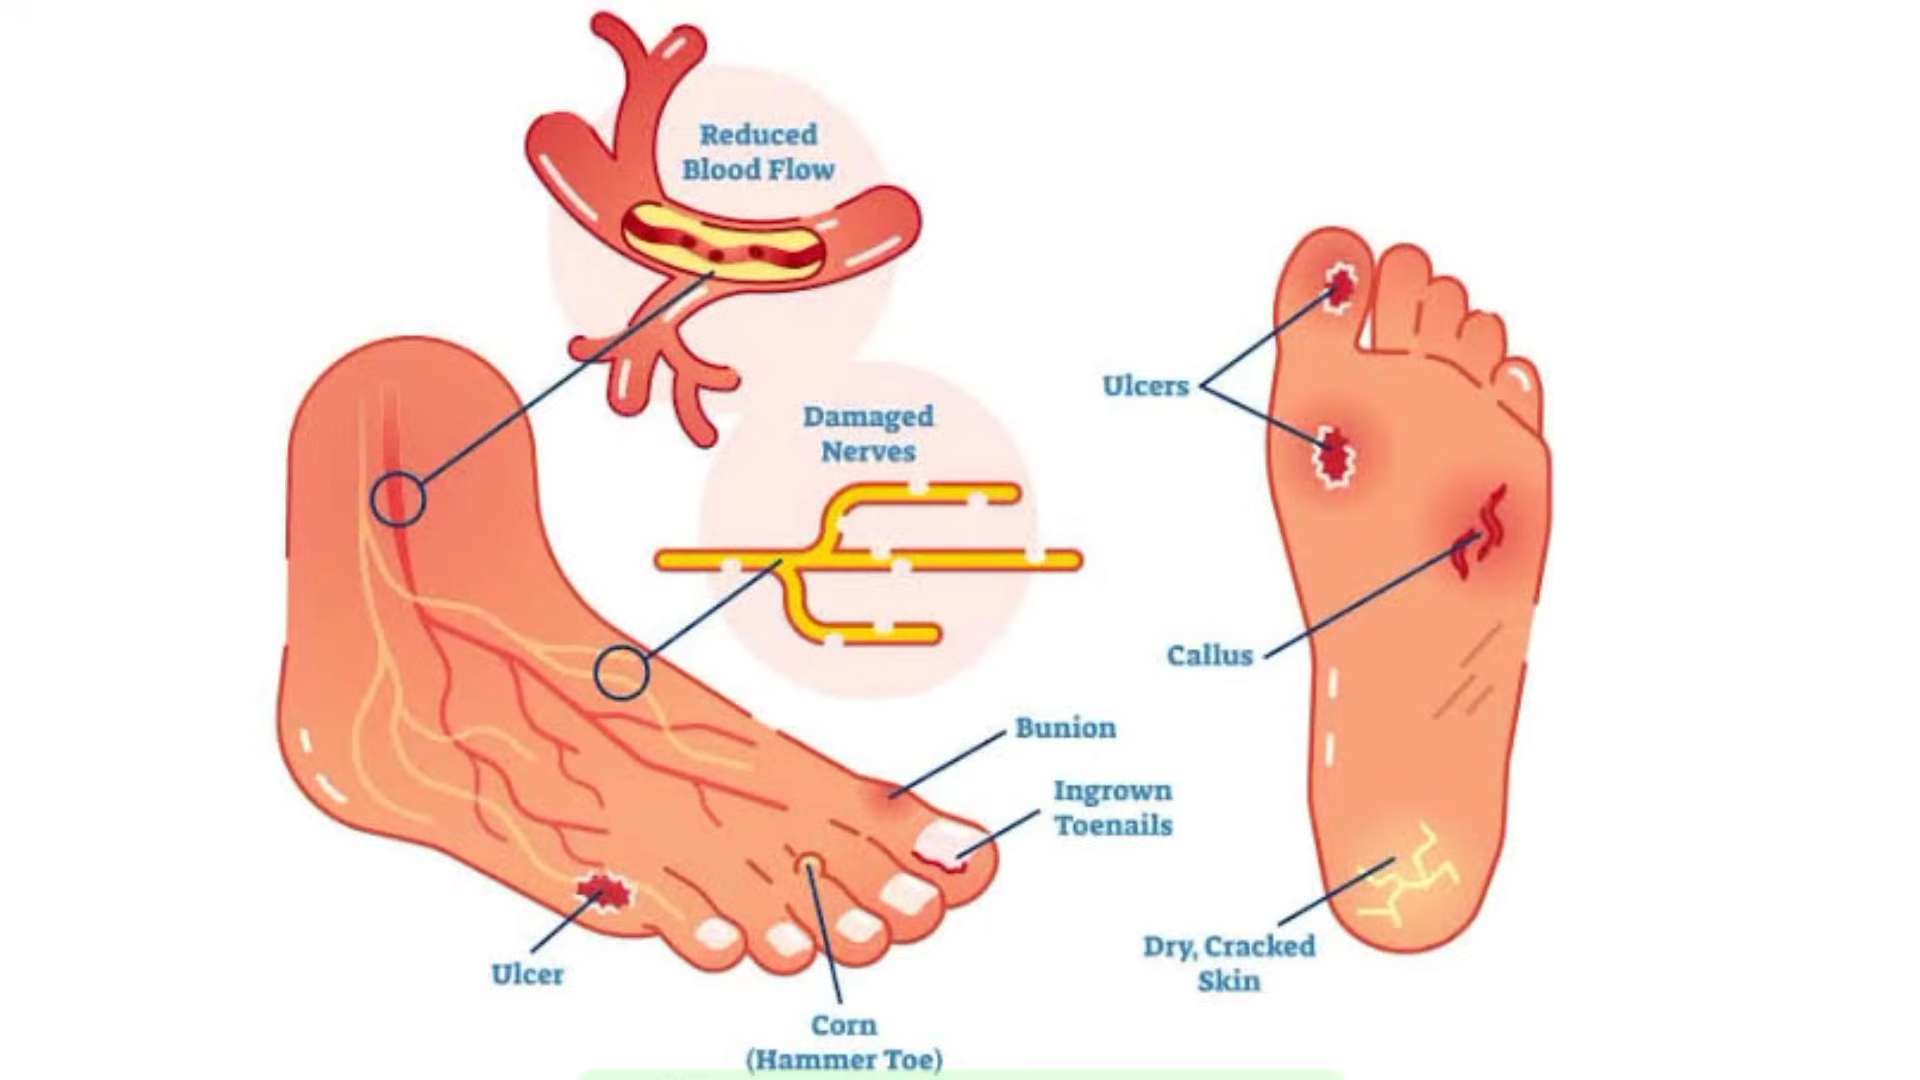 Reduced
Blood Flow
Damaged
Nerves
Ulcers
Callus
Bunion
Ingrown
Toenails
Dry, Cracked
Skin
Ulcer
Corn
(Hammer Toe)